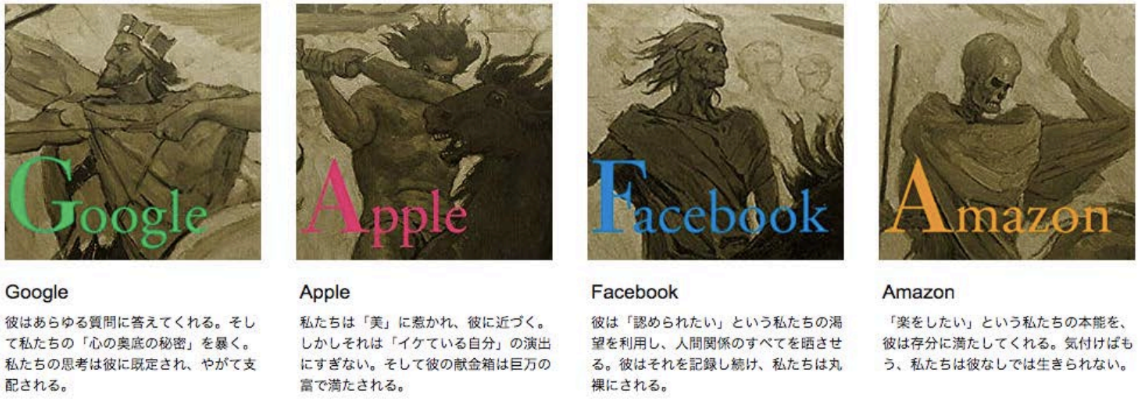 Google
Apple
Facebook
Amazon
Google
彼はあらゆる質問に答えてくれる。そし
て私たちの「心の奥底の秘密」を暴く。
私たちの思考は彼に既定され、やがて支
配される。
Apple
私たちは「美」に惹かれ、彼に近づく。
しかしそれは「イケている自分」の演出
にすぎない。そして彼の献金箱は巨万の
富で満たされる。
Facebook
彼は「認められたい」という私たちの渇
望を利用し、人間関係のすべてを晒させ
る。彼はそれを記録し続け、私たちは丸
裸にされる。
Amazon
「楽をしたい」という私たちの本能を、
彼は存分に満たしてくれる。気付けばも
う、私たちは彼なしでは生きられない。